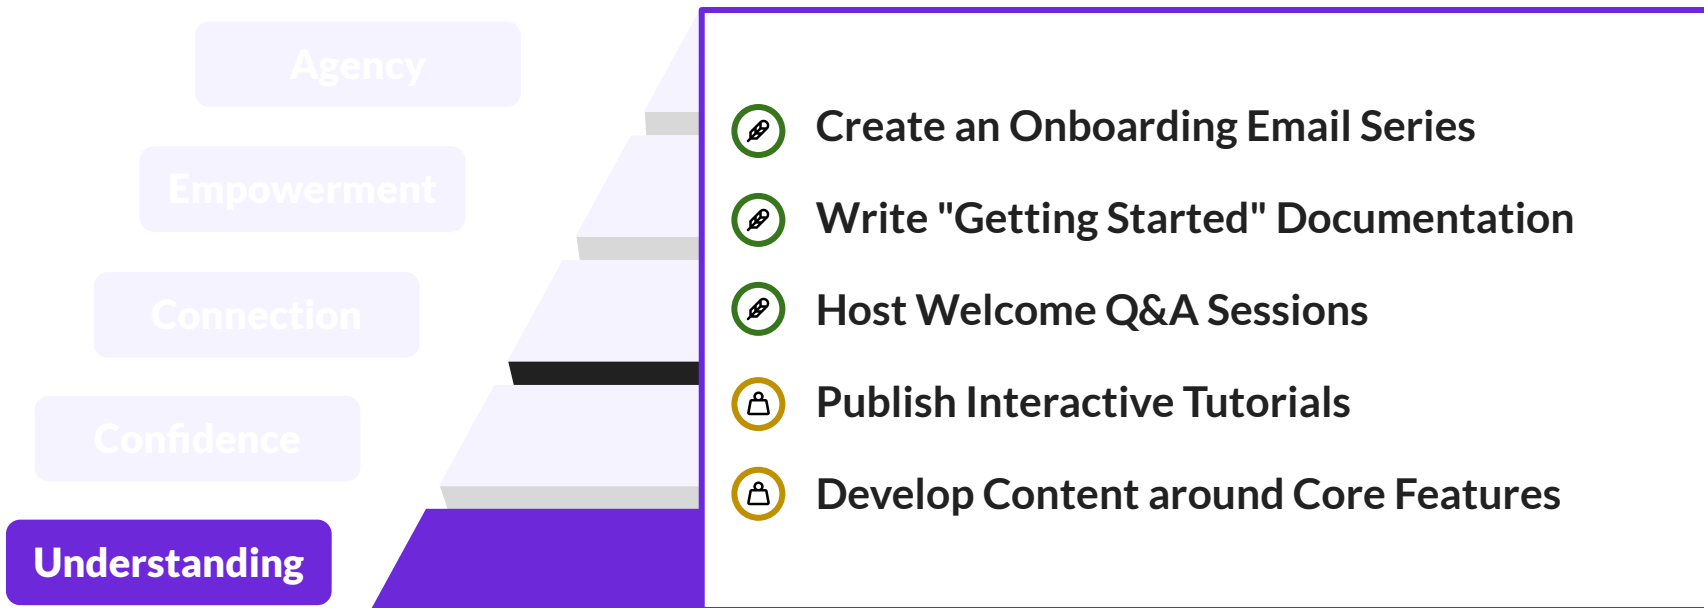 Agency
Empowerment
Connection
Confidence
Understanding
Create an Onboarding Email Series
Write "Getting Started" Documentation
Host Welcome Q&A Sessions
Publish Interactive Tutorials
Develop Content around Core Features